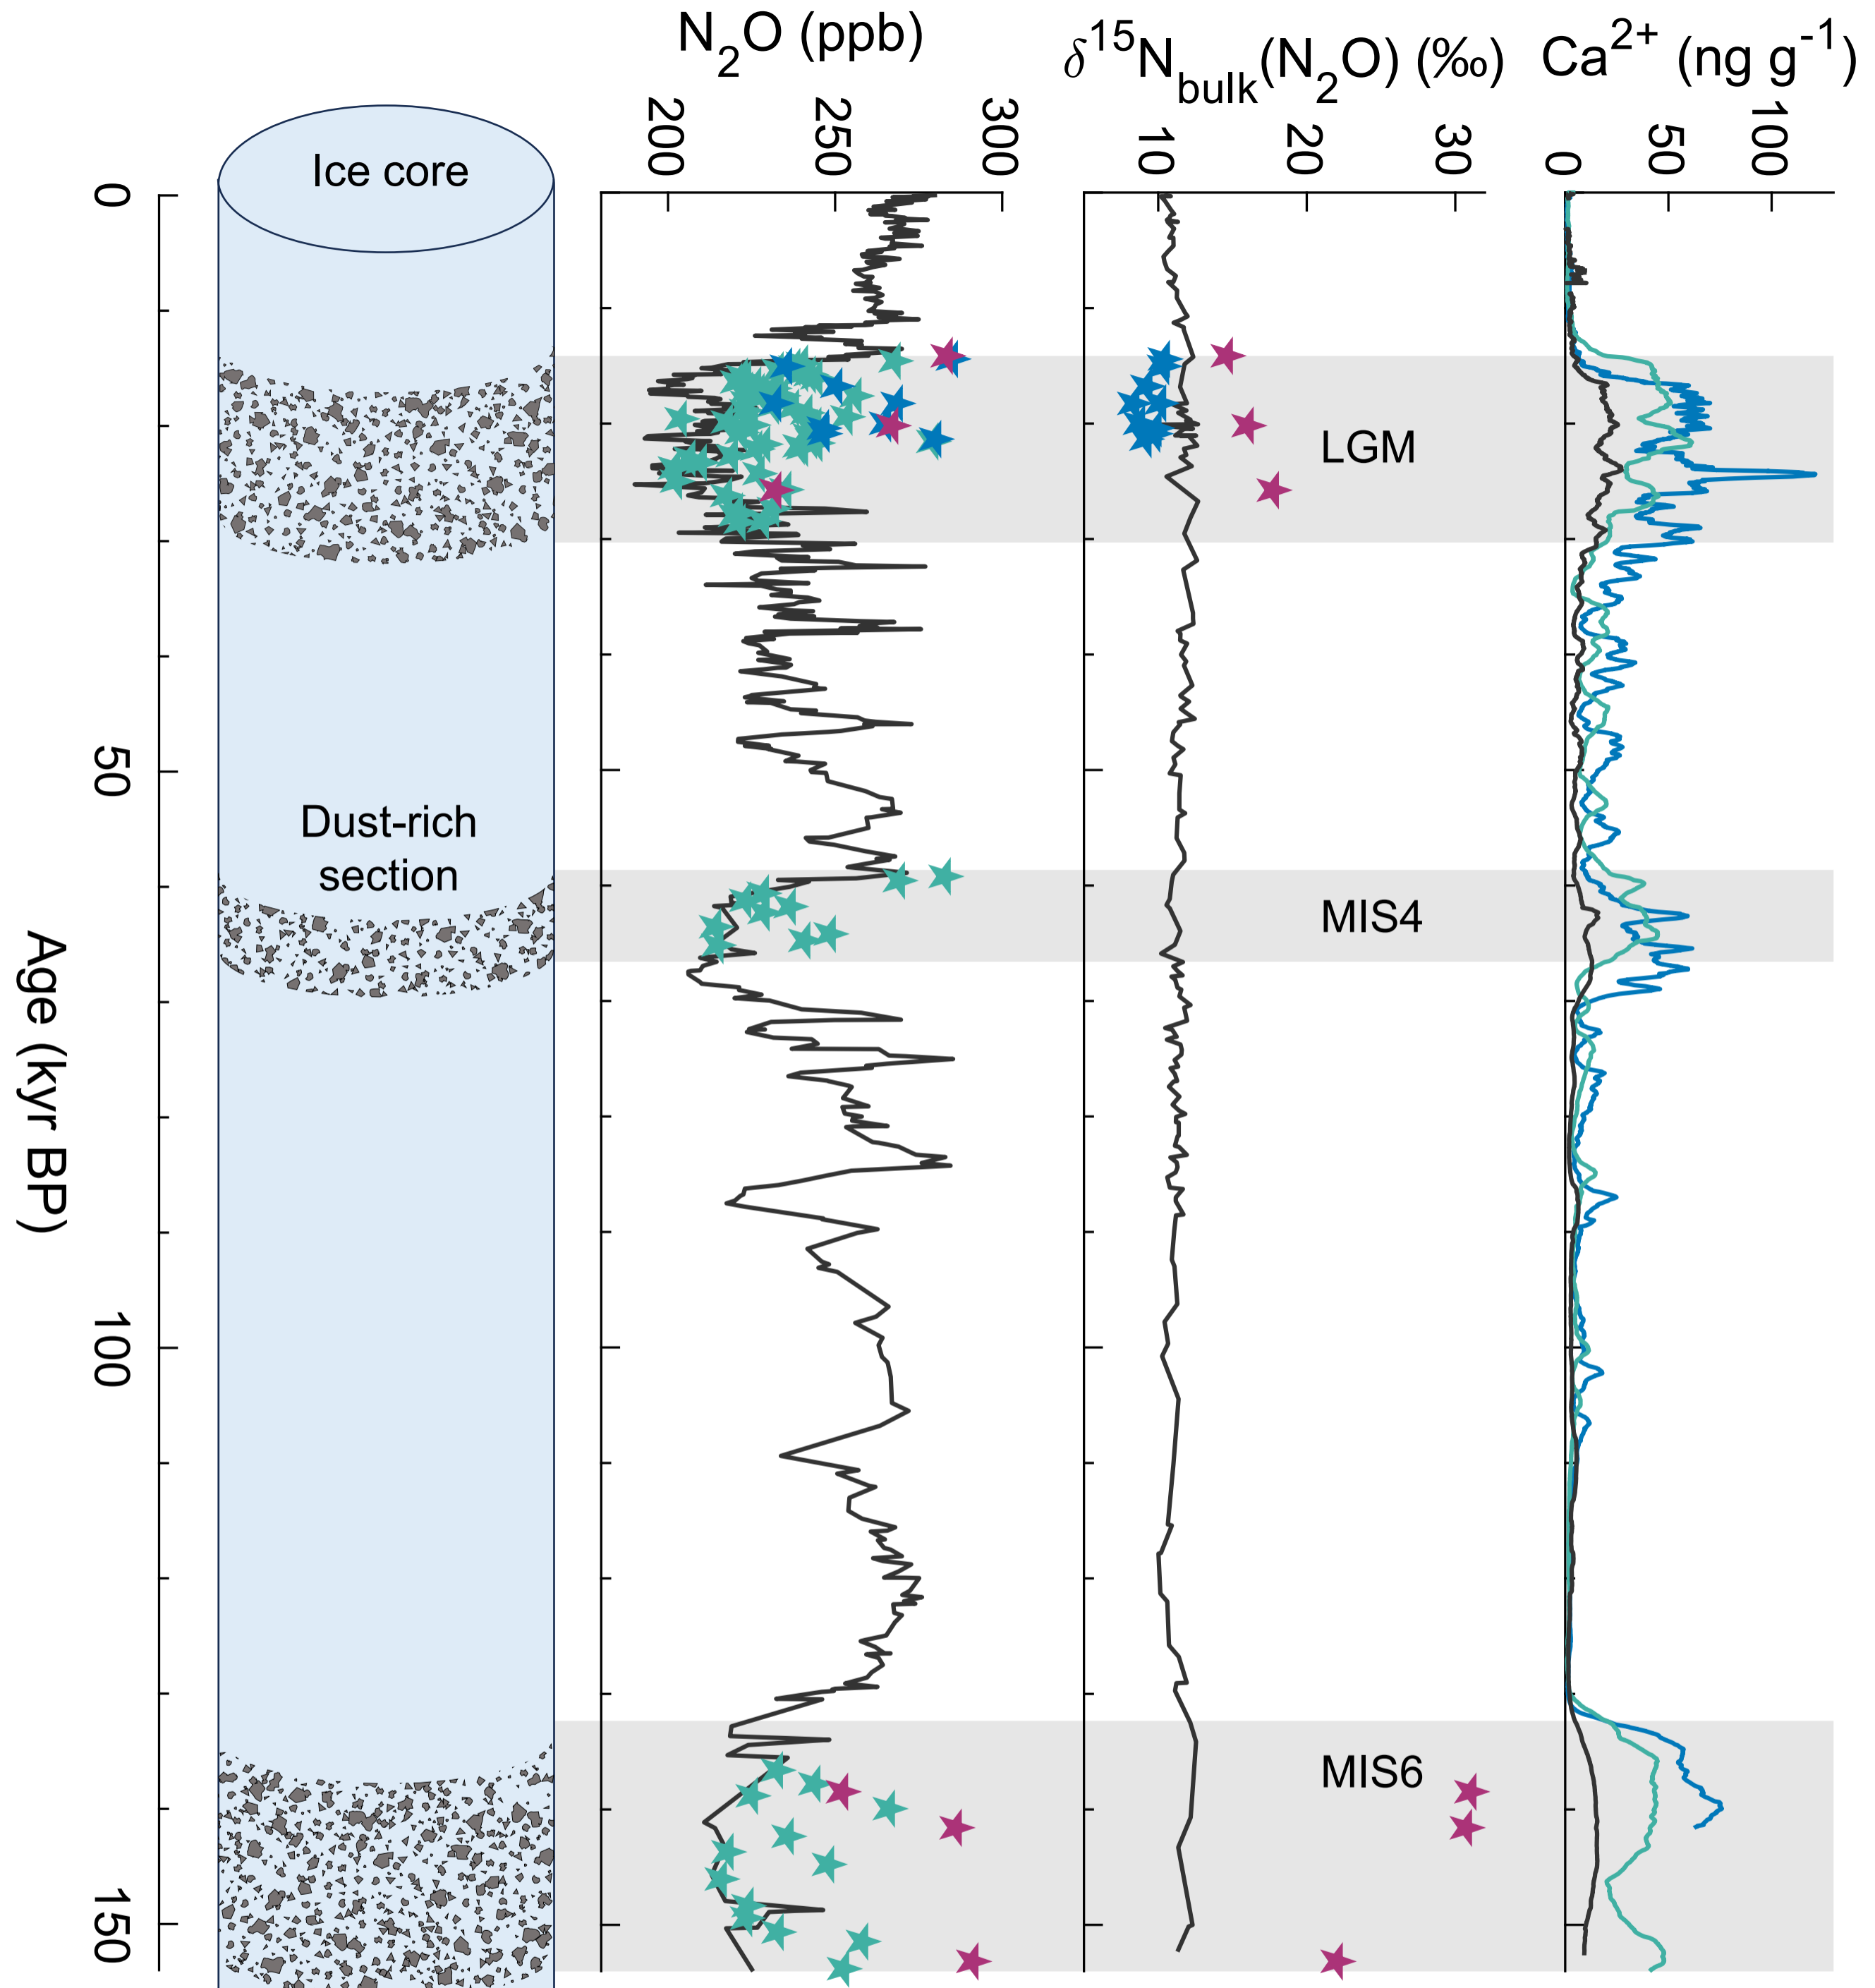 N2O (ppb)
δ15Nbulk(N2O) (‰)
Ca2+ (ng g-1)
200
250
300
10
20
30
0
50
100
Ice core
0
LGM
50
Dust-rich
section
MIS4
Age (kyr BP)
100
MIS6
150